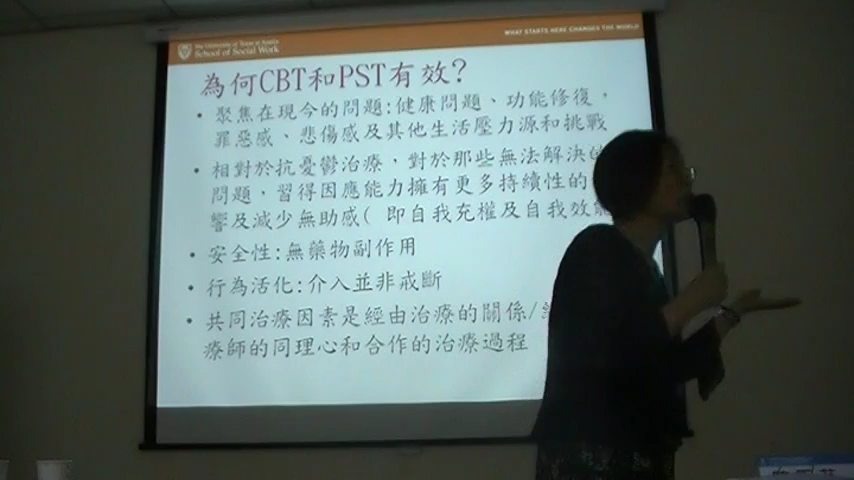 The University of Texas at Austin
School of Social Work
WHAT STARTS HERE CHANGES THE WORLD
為何CBT和PST有效?
• 聚焦在現今的問題:健康問題、功能修復,
罪惡感、悲傷感及其他生活壓力源和挑戰
• 相對於抗憂鬱治療,對於那些無法解決的
問題,習得因應能力擁有更多持續性的
響及減少無助感( 即自我充權及自我效能
• 安全性:無藥物副作用
• 行為活化:介入並非戒斷
• 共同治療因素是經由治療的關係/
療師的同理心和合作的治療過程